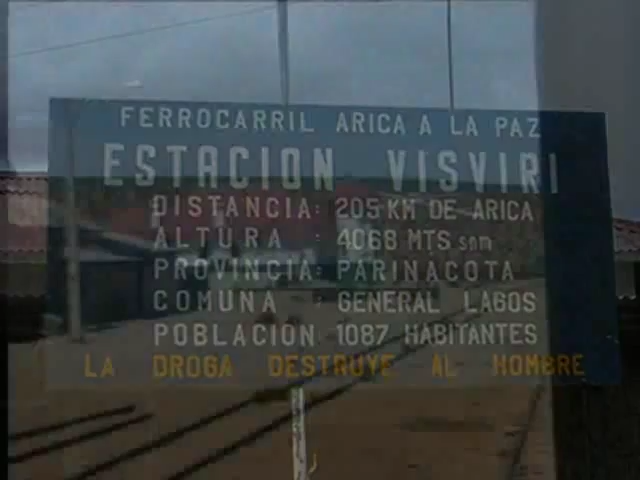 FERROCARRIL ARICA A LA PAZ
ESTACION VISVIRI
DISTANCIA: 205 KM DE ARICA
ALTURA : 4068 MTS snm
PROVINCIA: PARINACOTA
COMUNA : GENERAL LAGOS
POBLACION 1087 HABITANTES
LA DROGA DESTRUYE AL HOMBRE